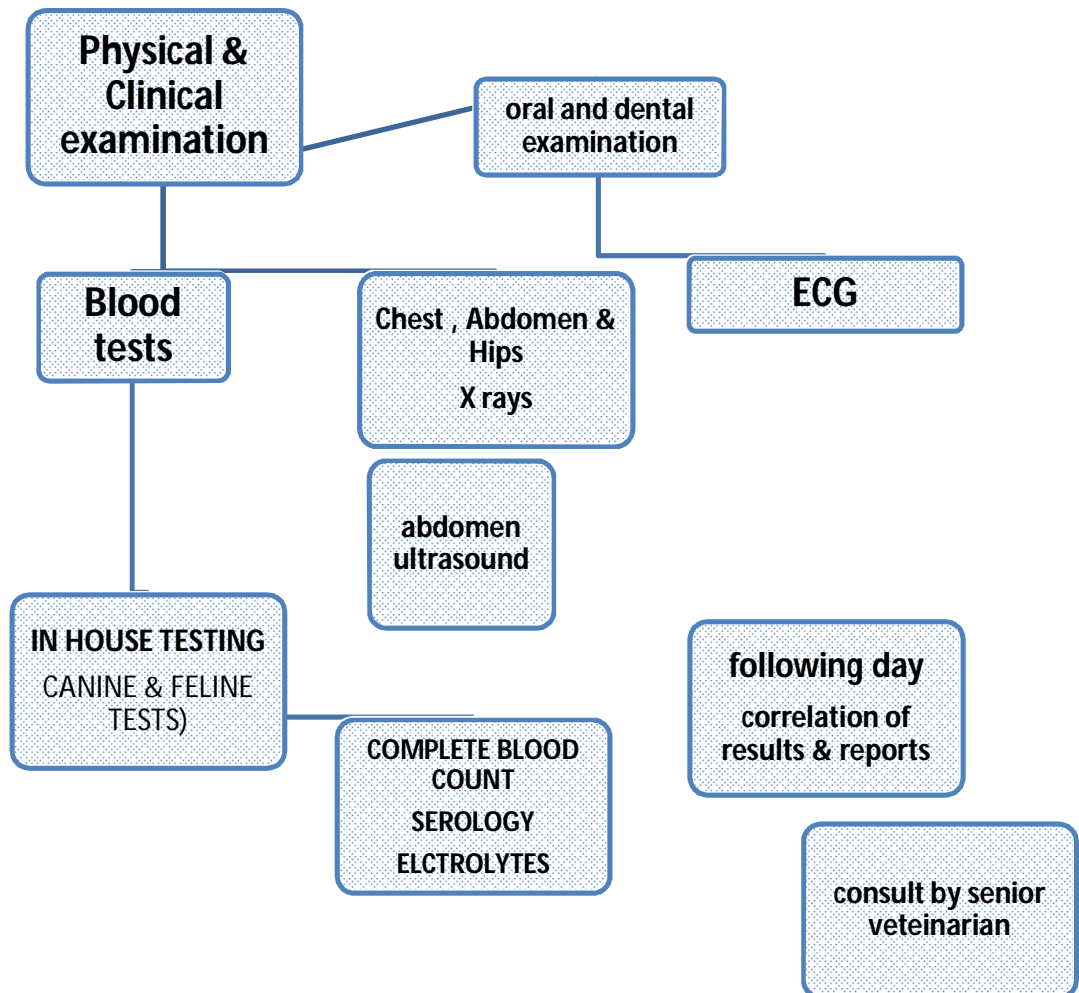 Physical &
Clinical
examination
oral and dental
examination
Blood
tests
Chest , Abdomen &
Hips
X rays
ECG
abdomen
ultrasound
IN HOUSE TESTING
CANINE & FELINE
TESTS)
following day
correlation of
results & reports
COMPLETE BLOOD
COUNT
SEROLOGY
ELCTROLYTES
consult by senior
veteinarian